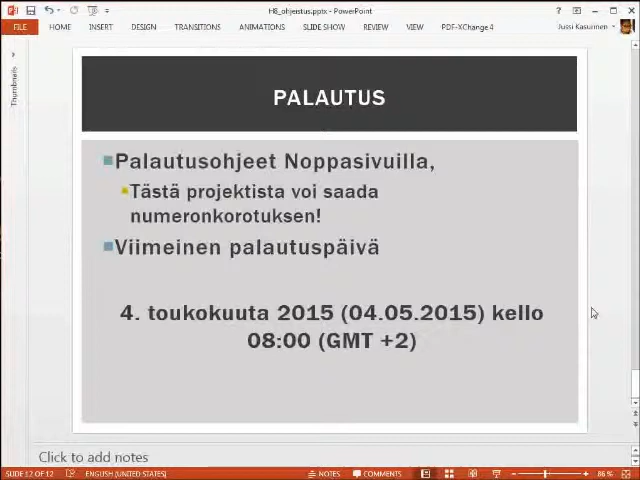 H8_ohjeistus.pptx - PowerPoint
FILE HOME INSERT DESIGN TRANSITIONS ANIMATIONS SLIDE SHOW REVIEW VIEW PDF-XChange 4 Jussi Kasurinen
Thumbnails
PALAUTUS
Palautusohjeet Noppasivuilla,
Tästä projektista voi saada
numeronkorotuksen!
Viimeinen palautuspäivä
4. toukokuuta 2015 (04.05.2015) kello
08:00 (GMT +2)
Click to add notes
SLIDE 12 OF 12 ENGLISH (UNITED STATES) NOTES COMMENTS 86 %